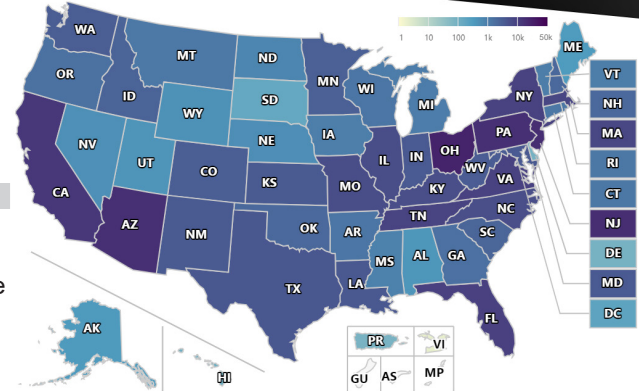 1 10 100 1k 10k 50k
WA
MT
ND
MN
ME
OR
ID
WY
SD
WI
MI
NY
VT
NH
MA
RI
CT
NJ
DE
MD
DC
NV
UT
NE
IA
PA
CO
KS
MO
IL
IN
OH
WV
VA
KY
CA
AZ
NM
OK
AR
TN
NC
SC
MS
AL
GA
TX
LA
FL
AK
HI
PR
VI
GU
AS
MP
e